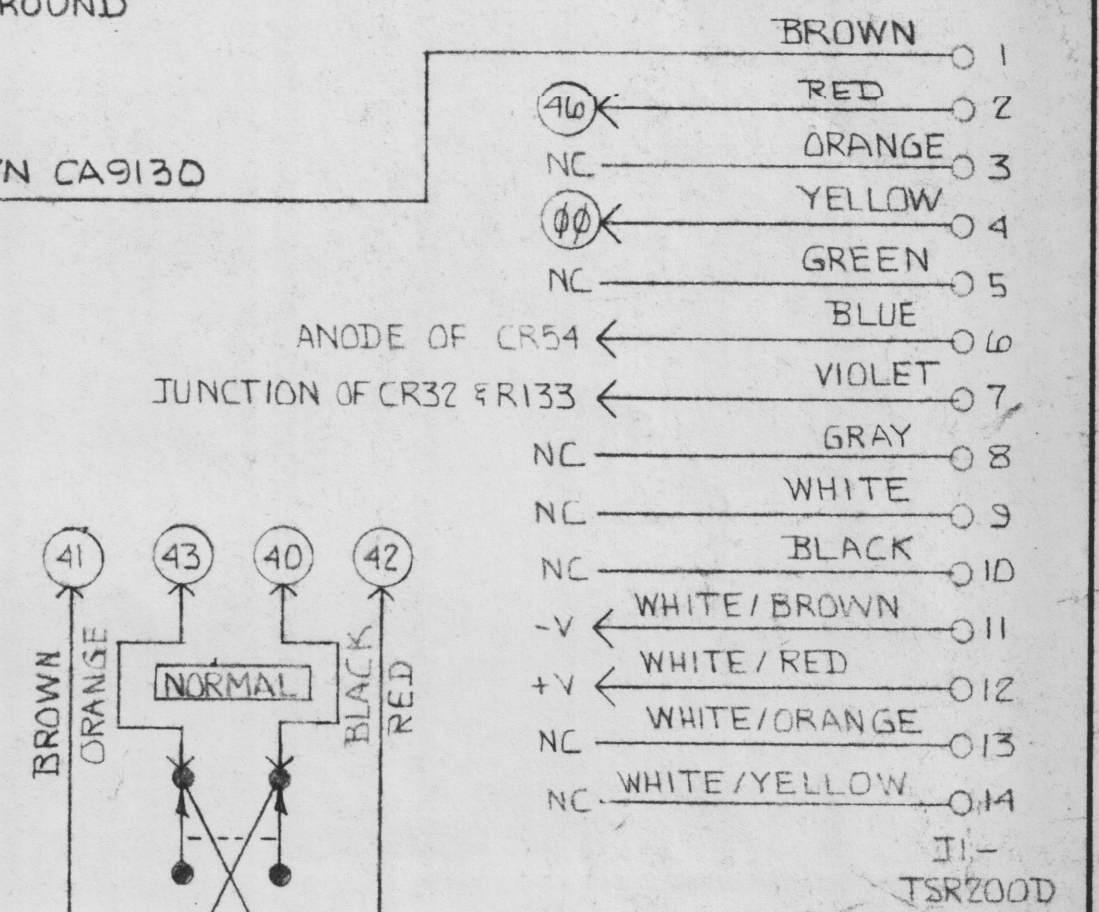 ROUND
BROWN 1
46 RED 2
NC ORANGE 3
N CA9130
φφ YELLOW 4
NC GREEN 5
ANODE OF CR54 BLUE 6
JUNCTION OF CR32 & R133 VIOLET 7
NC GRAY 8
NC WHITE 9
NC BLACK 10
-V WHITE/BROWN 11
+V WHITE/RED 12
NC WHITE/ORANGE 13
NC WHITE/YELLOW 14
J1-
TSR200D
41 43 40 42
BROWN
ORANGE
NORMAL
BLACK
RED